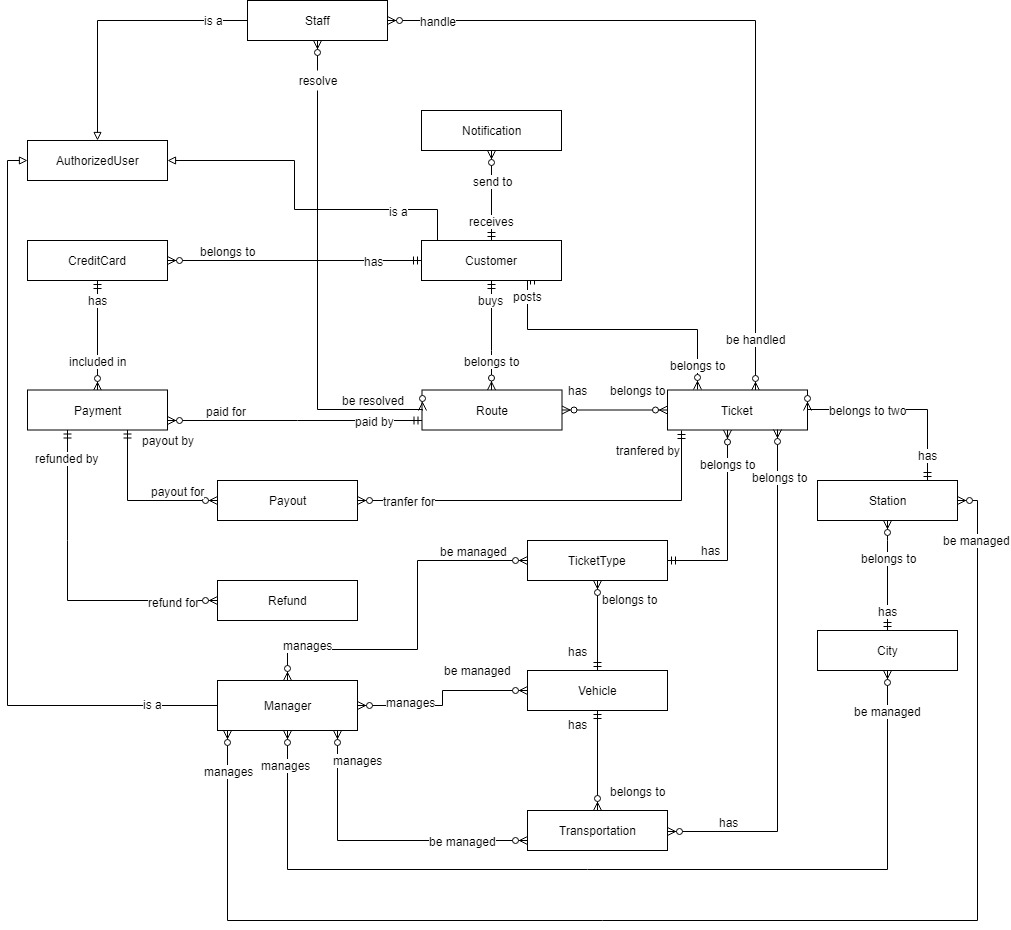 Staff
is a
handle
resolve
Notification
AuthorizedUser
send to
is a
receives
belongs to
CreditCard
has
Customer
has
buys
posts
be handled
included in
belongs to
belongs to
has
belongs to
be resolved
Payment
paid for
paid by
Route
Ticket
belongs to two
payout by
refunded by
tranfered by
has
belongs to
belongs to
payout for
Payout
tranfer for
Station
be managed
be managed
TicketType
has
belongs to
refund for
Refund
belongs to
has
manages
has
City
be managed
Vehicle
is a
Manager
manages
be managed
has
manages
manages
manages
belongs to
be managed
Transportation
has